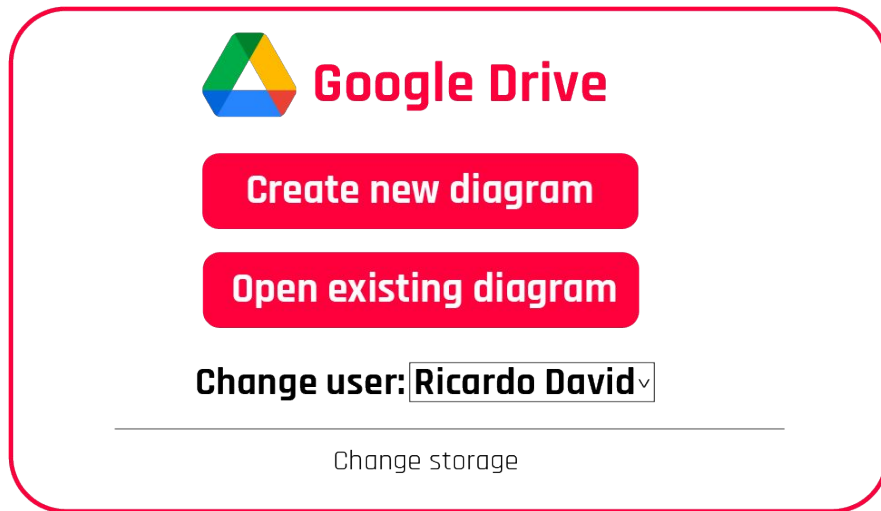 Google Drive
Create new diagram
Open existing diagram
Change user: Ricardo David
Change storage